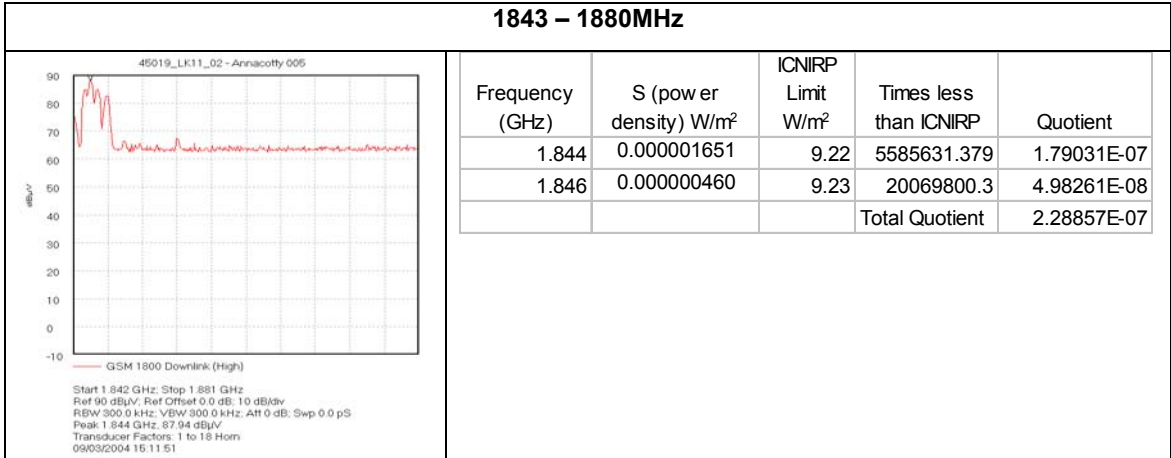 1843 – 1880MHz
45019_LK11_02 - Annacotty 005
90
80
70
60
50
40
30
20
10
0
-10
dBµV
GSM 1800 Downlink (High)
Start 1.842 GHz; Stop 1.881 GHz
Ref 90 dBµV; Ref Offset 0.0 dB; 10 dB/div
RBW 300.0 kHz; VBW 300.0 kHz; Att 0 dB; Swp 0.0 pS
Peak 1.844 GHz, 87.94 dBµV
Transducer Factors: 1 to 18 Horn
09/03/2004 15:11:51
Frequency (GHz) S (pow er density) W/m² ICNIRP Limit W/m² Times less than ICNIRP Quotient
1.844 0.000001651 9.22 5585631.379 1.79031E-07
1.846 0.000000460 9.23 20069800.3 4.98261E-08
Total Quotient 2.28857E-07